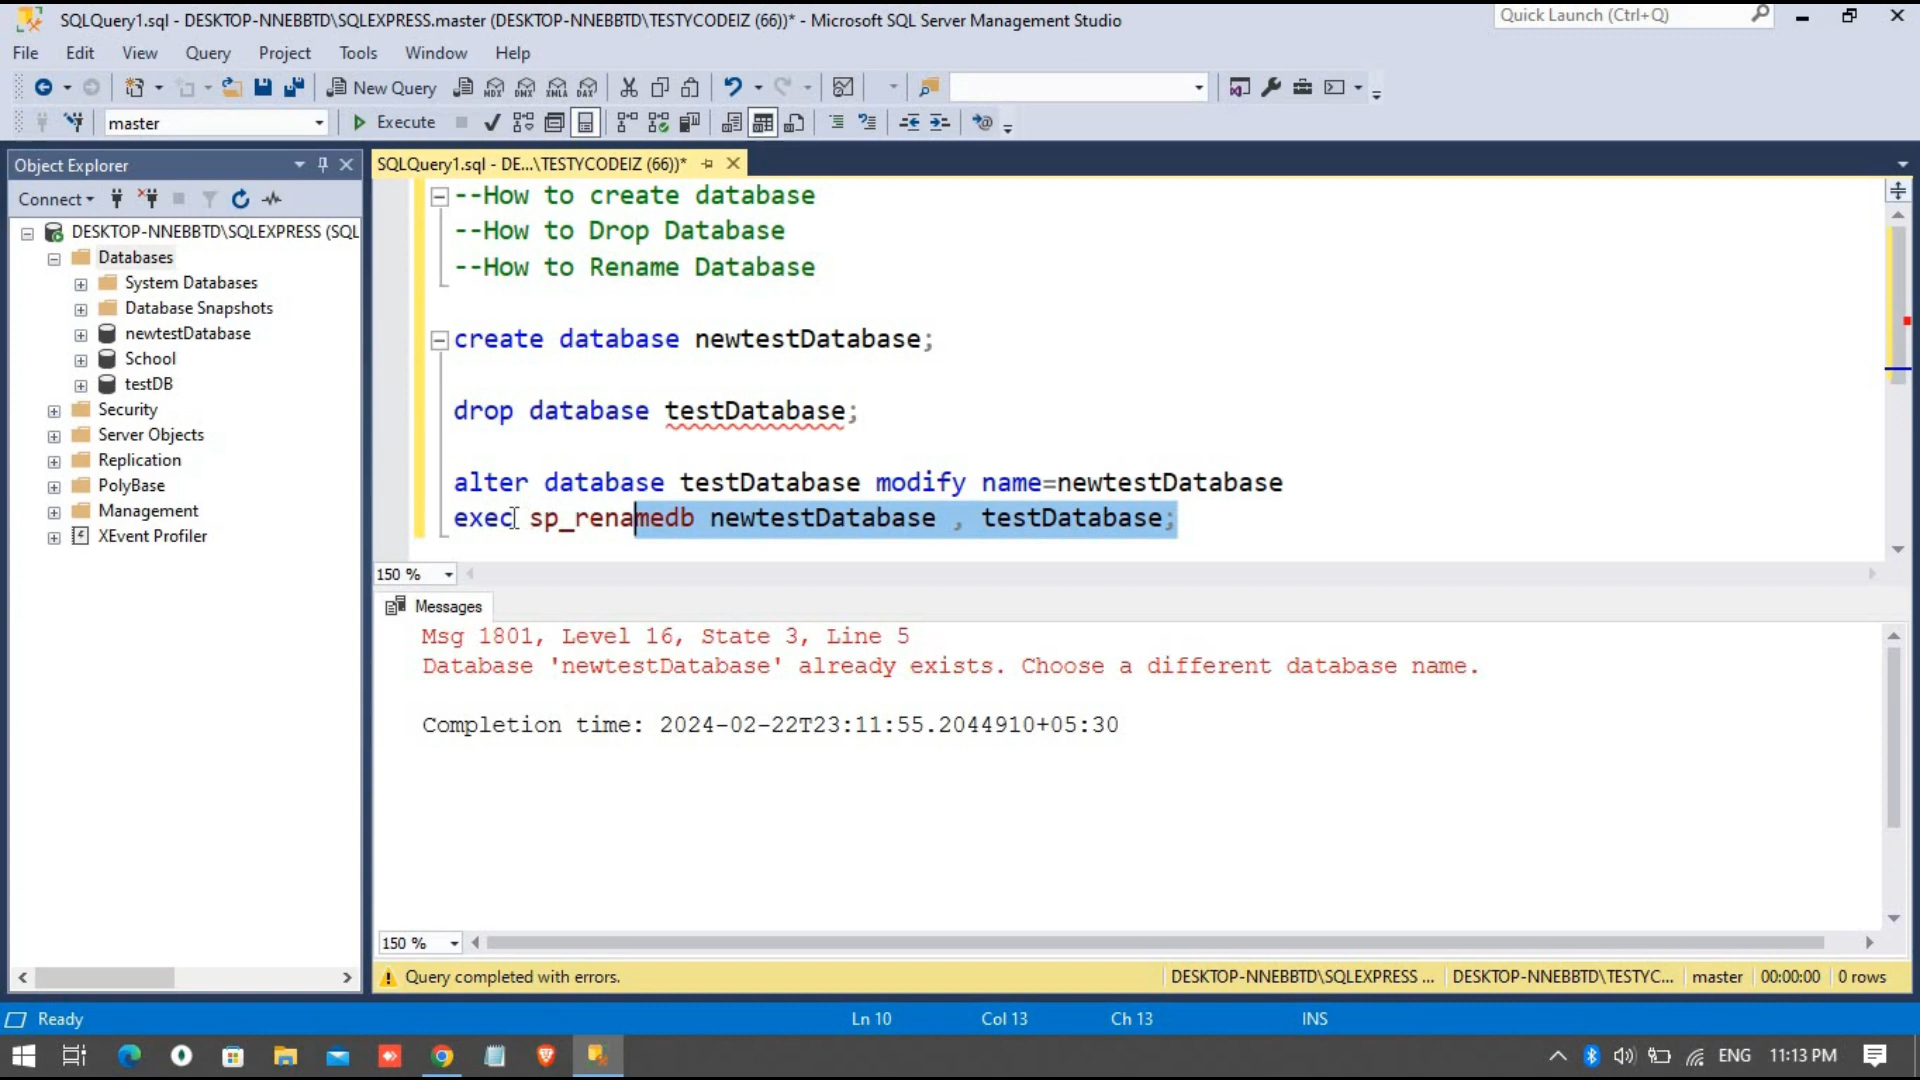 SQLQuery1.sql - DESKTOP-NNEBBTD\SQLEXPRESS.master (DESKTOP-NNEBBTD\TESTYCODEIZ (66))* - Microsoft SQL Server Management Studio
Quick Launch (Ctrl+Q)
File Edit View Query Project Tools Window Help
New Query MDX DMX XMLA DAX
master Execute
Object Explorer
SQLQuery1.sql - DE...\TESTYCODEIZ (66))*
Connect
DESKTOP-NNEBBTD\SQLEXPRESS (SQL
Databases
System Databases
Database Snapshots
newtestDatabase
School
testDB
Security
Server Objects
Replication
PolyBase
Management
XEvent Profiler
--How to create database
--How to Drop Database
--How to Rename Database
create database newtestDatabase;
drop database testDatabase;
alter database testDatabase modify name=newtestDatabase
exec sp_renamedb newtestDatabase , testDatabase;
150 %
Messages
Msg 1801, Level 16, State 3, Line 5
Database 'newtestDatabase' already exists. Choose a different database name.
Completion time: 2024-02-22T23:11:55.2044910+05:30
150 %
Query completed with errors. DESKTOP-NNEBBTD\SQLEXPRESS ... DESKTOP-NNEBBTD\TESTYC... master 00:00:00 0 rows
Ready Ln 10 Col 13 Ch 13 INS
ENG 11:13 PM